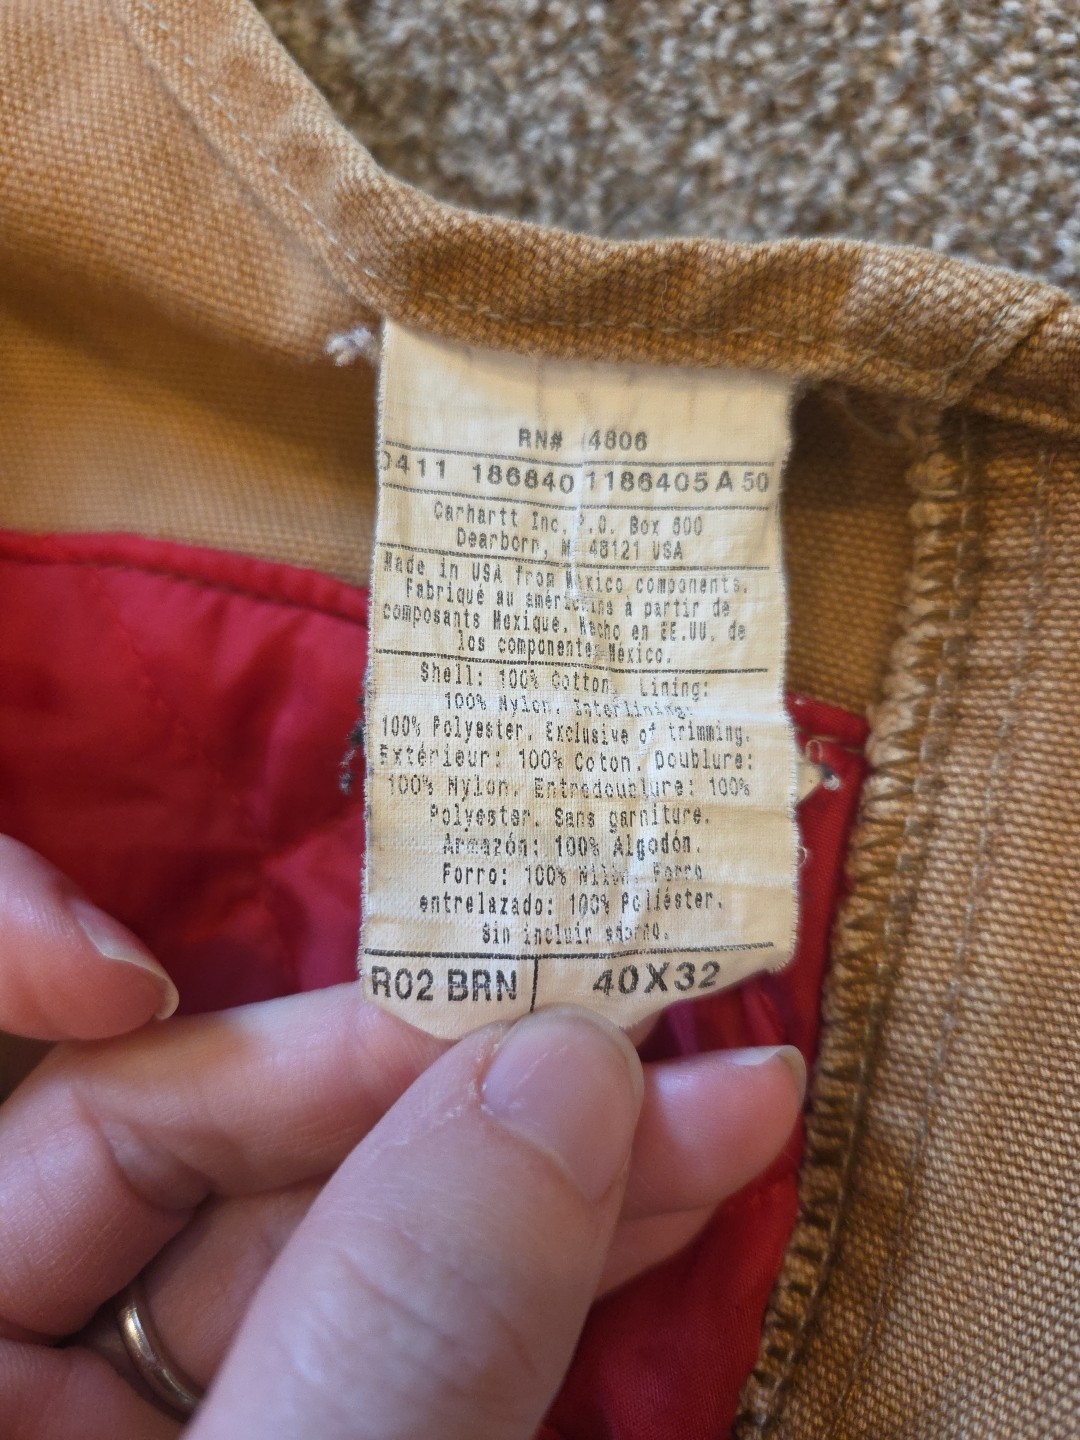 RN# 14806
0411 186840 1186405 A 50
Carhartt Inc. P.O. Box 600
Dearborn, MI 48121 USA
Made in USA from Mexico components.
Fabriqué au américains à partir de
composants Mexique. Hecho en EE.UU. de
los componentes México.
Shell: 100% Cotton. Lining:
100% Nylon. Interlining:
100% Polyester. Exclusive of trimming.
Extérieur: 100% Coton. Doublure:
100% Nylon. Entredoublure: 100%
Polyester. Sans garniture.
Armazón: 100% Algodón.
Forro: 100% Nilón. Forro
entrelazado: 100% Poliéster.
Sin incluir adorno.
R02 BRN 40X32